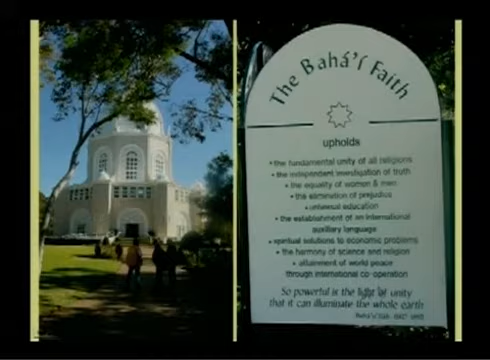 The Bahá'í Faith
upholds
• the fundamental unity of all religions
• the independent investigation of truth
• the equality of women & men
• the elimination of prejudice
• universal education
• the establishment of an international
auxiliary language
• spiritual solutions to economic problems
• the harmony of science and religion
• attainment of world peace
through international co-operation
So powerful is the light of unity
that it can illuminate the whole earth